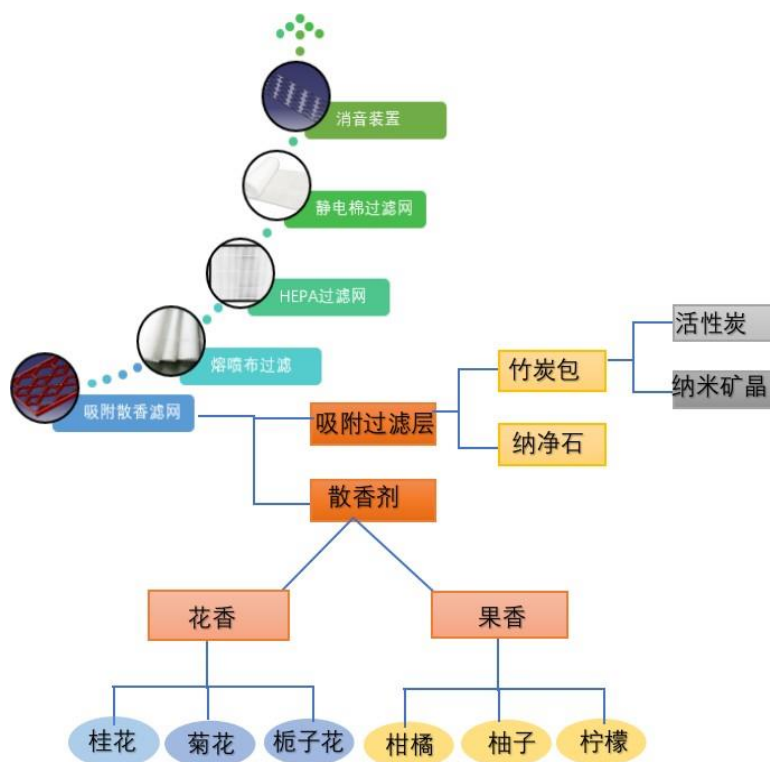 消音装置
静电棉过滤网
HEPA过滤网
熔喷布过滤
吸附散香滤网
吸附过滤层
散香剂
竹炭包
纳净石
活性炭
纳米矿晶
花香
果香
桂花
菊花
栀子花
柑橘
柚子
柠檬